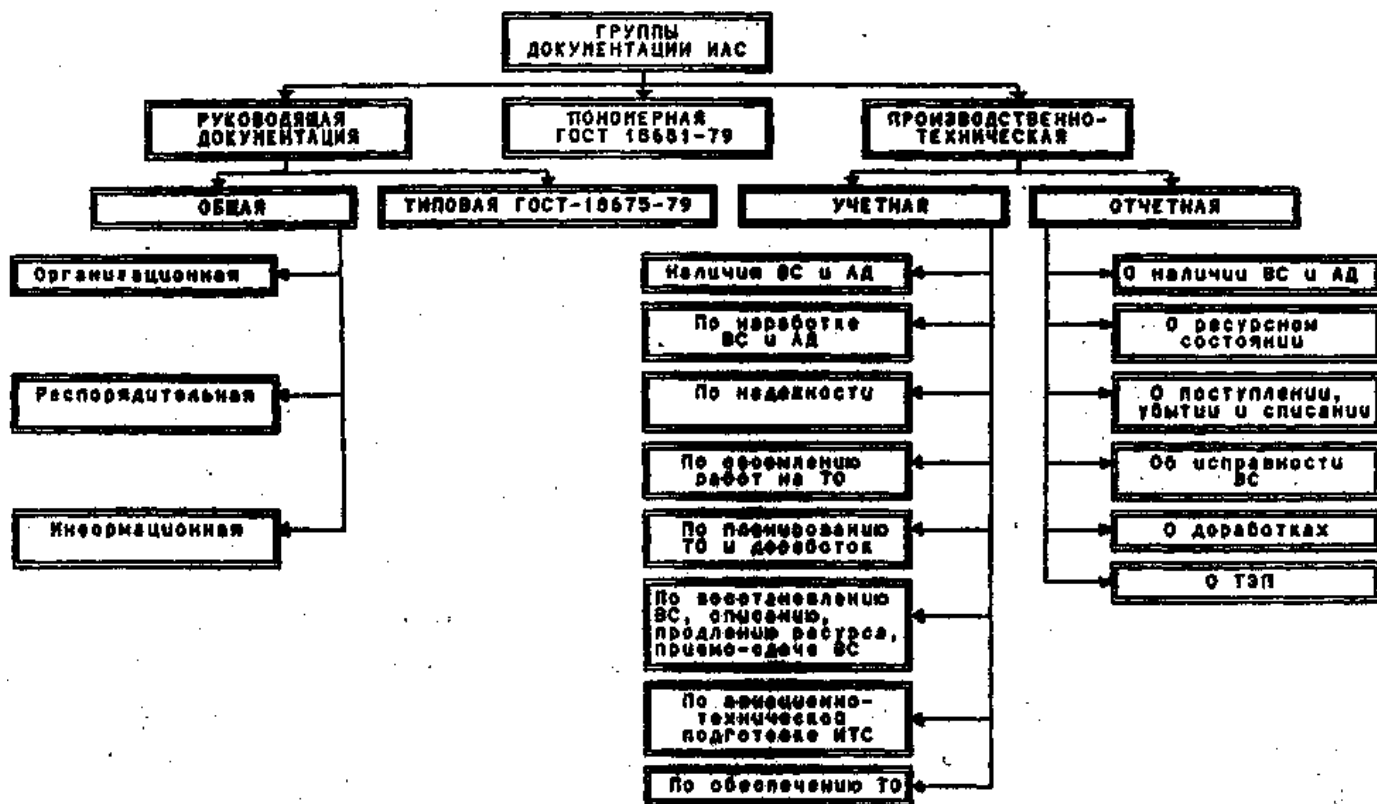 ГРУППЫ
ДОКУМЕНТАЦИИ ИАС
РУКОВОДЯЩАЯ
ДОКУМЕНТАЦИЯ
ПОНОМЕРНАЯ
ГОСТ 18681-79
ПРОИЗВОДСТВЕННО-
ТЕХНИЧЕСКАЯ
ОБЩАЯ
ТИПОВАЯ ГОСТ-18675-79
УЧЕТНАЯ
ОТЧЕТНАЯ
Организационная
Распорядительная
Информационная
Наличия ВС и АД
По наработке
ВС и АД
По надежности
По оформлению
работ на ТО
По планированию
ТО и доработок
По восстановлению
ВС, списанию,
продлению ресурса,
приемо-сдаче ВС
По авиационно-
технической
подготовке ИТС
По обеспечению ТО
О наличии ВС и АД
О ресурсном
состоянии
О поступлении,
убытии и списании
Об исправности
ВС
О доработках
О ТЭП